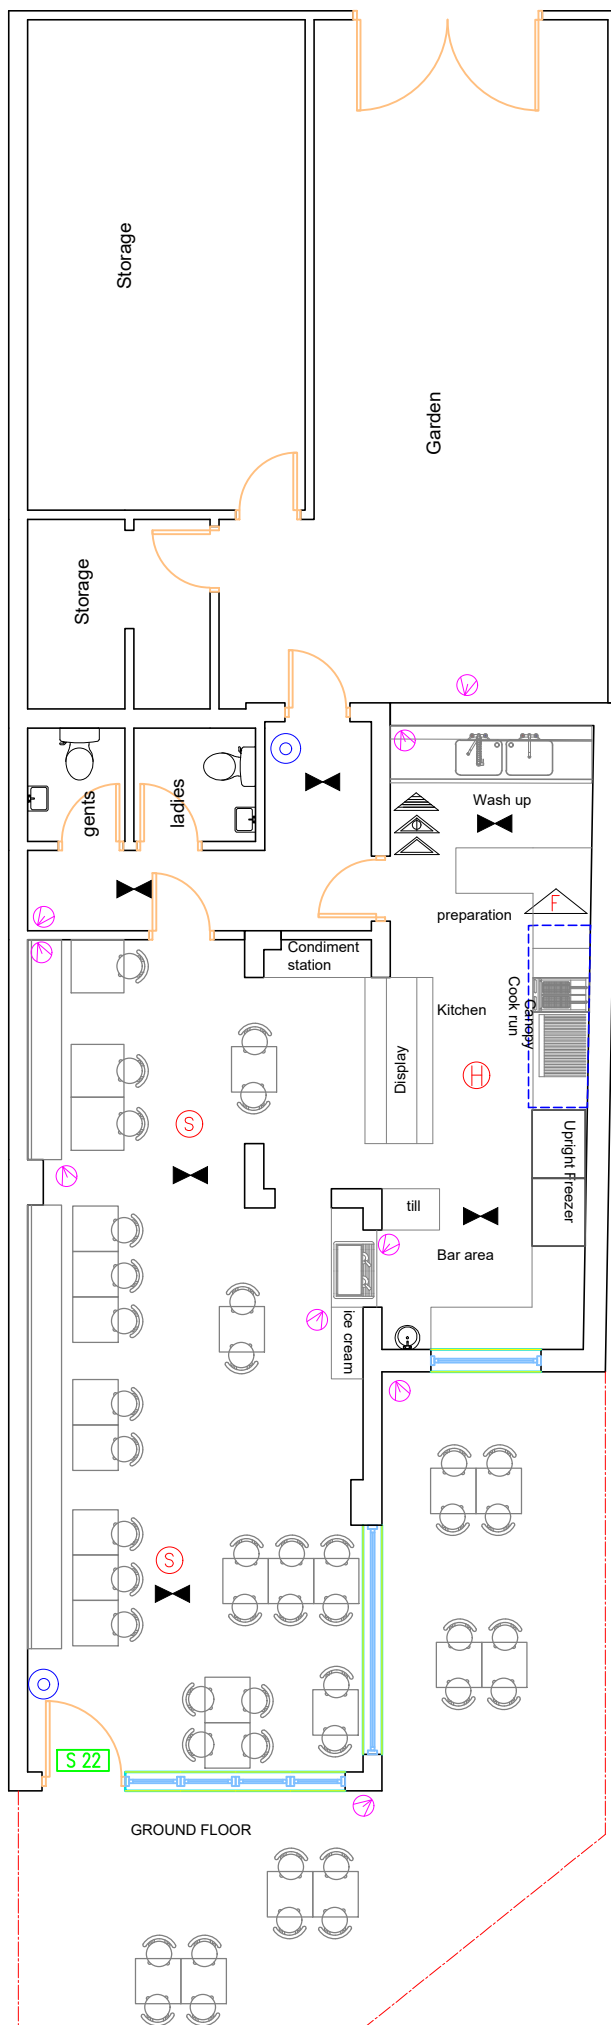 Storage
Garden
Storage
gents
ladies
Wash up
F
preparation
Condiment
station
Kitchen
Canopy
Cook run
Display
H
S
Upright Freezer
till
Bar area
ice cream
S
S 22
GROUND FLOOR